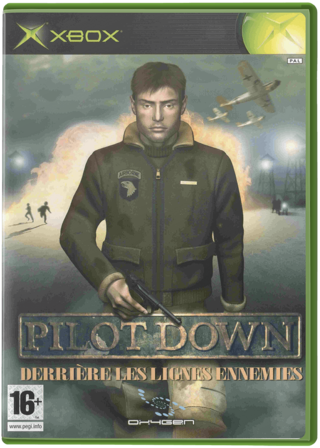 XBOX
PAL
PILOT DOWN
DERRIÈRE LES LIGNES ENNEMIES
16+
www.pegi.info
OXYGEN